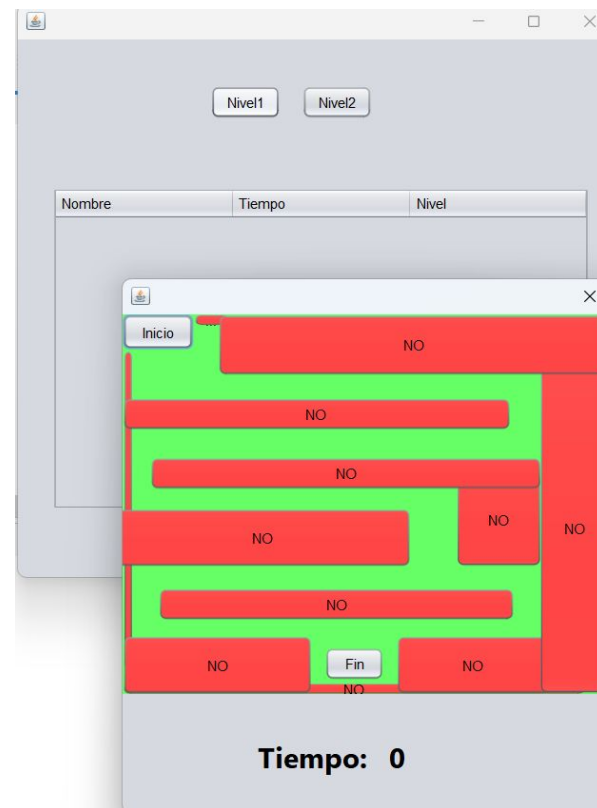 Nivel1 Nivel2
Nombre Tiempo Nivel
Inicio ...
NO
NO
NO
NO
NO
NO
NO
NO
Fin
NO
NO
Tiempo: 0